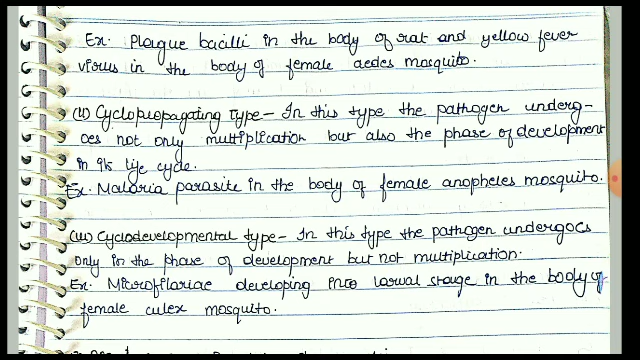 Ex. Plague bacilli in the body of rat and yellow fever
virus in the body of female aedes mosquito.
(ii) Cyclopropagating Type - In this type the pathogen underg-
oes not only multiplication but also the phase of development
in its life cycle.
Ex. Malaria parasite in the body of female anopheles mosquito.
(iii) Cyclodevelopmental type - In this type the pathogen undergoes
only in the phase of development but not multiplication.
Ex. Microfilariae developing into larval stage in the body of
female culex mosquito.